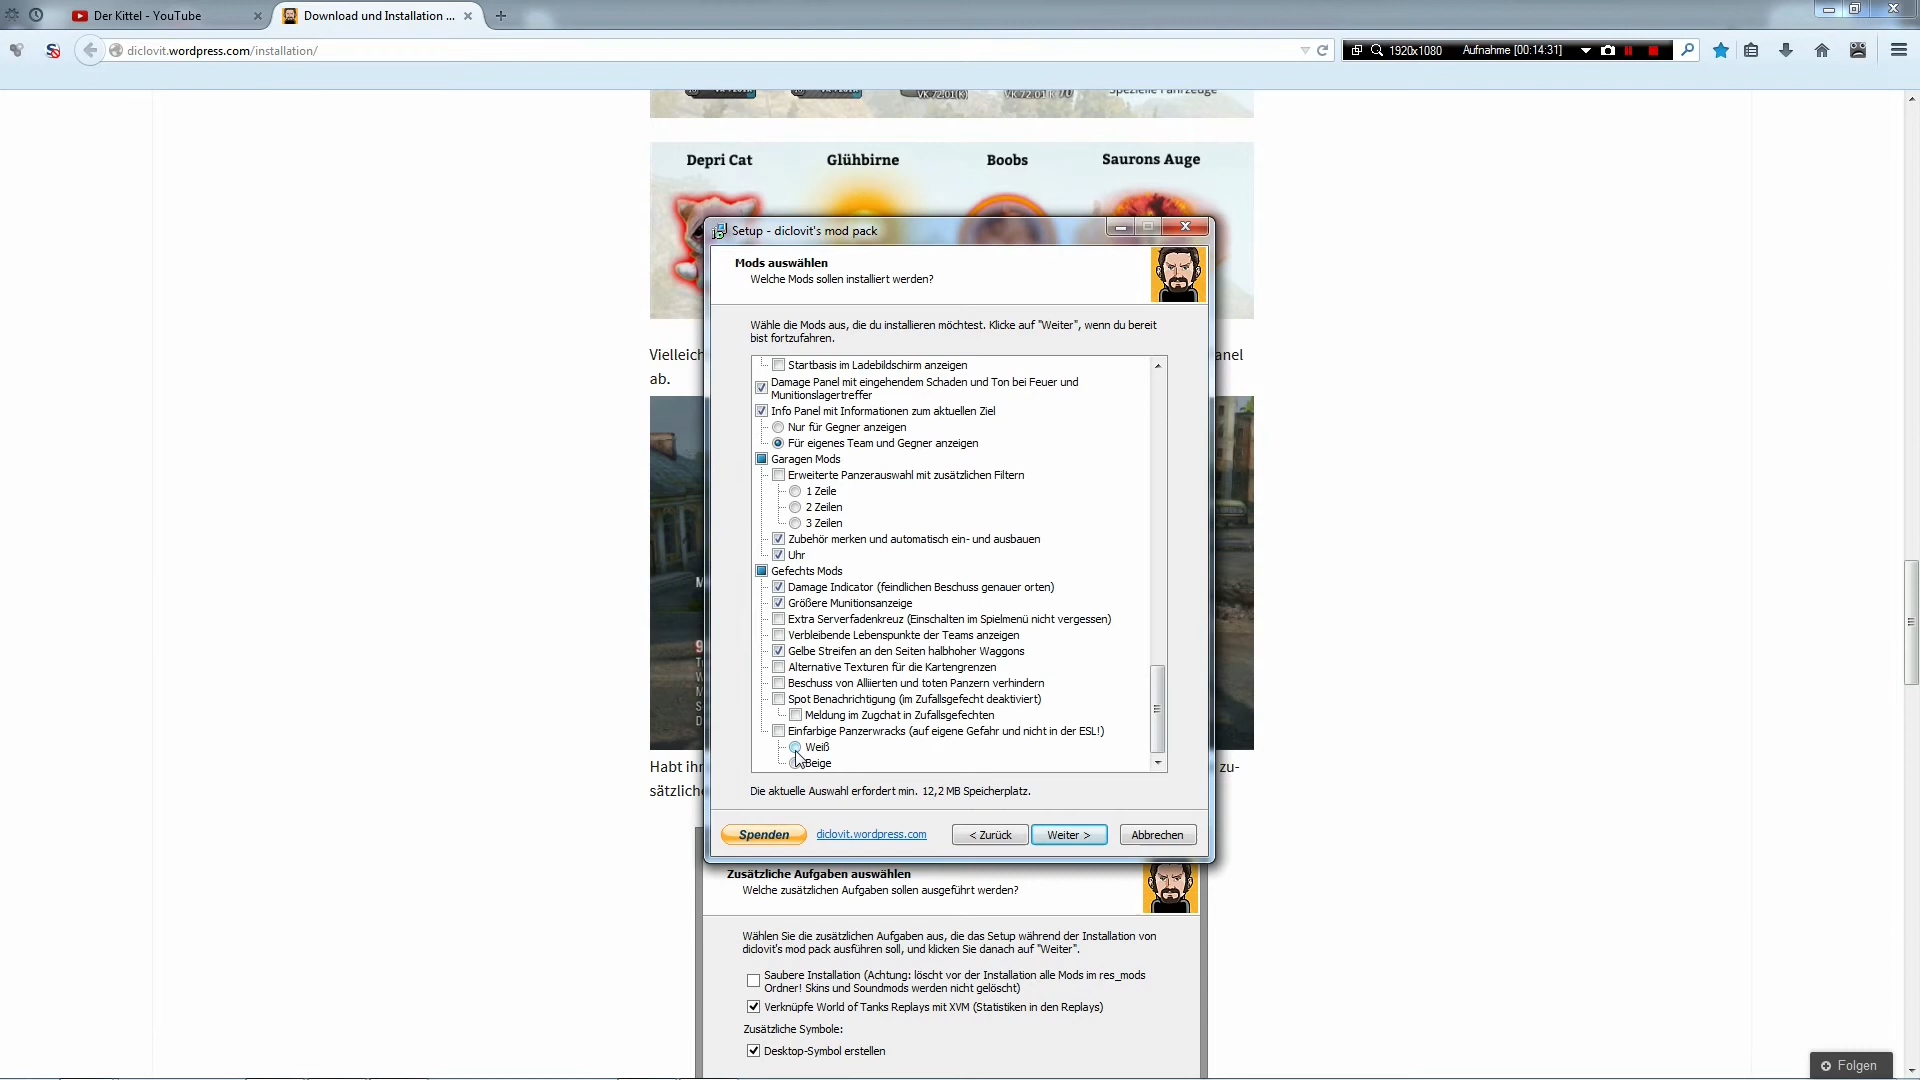 Der Kittel - YouTube
Download und Installation ...
diclovit.wordpress.com/installation/
1920x1080
Aufnahme [00:14:31]
VK 72.01(K)
VK 72.01 K
Spezielle Fahrzeuge
Depri Cat
Glühbirne
Boobs
Saurons Auge
Setup - diclovit's mod pack
Mods auswählen
Welche Mods sollen installiert werden?
Wähle die Mods aus, die du installieren möchtest. Klicke auf "Weiter", wenn du bereit
bist fortzufahren.
Vielleich
anel
ab.
Startbasis im Ladebildschirm anzeigen
Damage Panel mit eingehendem Schaden und Ton bei Feuer und
Munitionslagertreffer
Info Panel mit Informationen zum aktuellen Ziel
Nur für Gegner anzeigen
Für eigenes Team und Gegner anzeigen
Garagen Mods
Erweiterte Panzerauswahl mit zusätzlichen Filtern
1 Zeile
2 Zeilen
3 Zeilen
Zubehör merken und automatisch ein- und ausbauen
Uhr
Gefechts Mods
Damage Indicator (feindlichen Beschuss genauer orten)
Größere Munitionsanzeige
Extra Serverfadenkreuz (Einschalten im Spielmenü nicht vergessen)
Verbleibende Lebenspunkte der Teams anzeigen
Gelbe Streifen an den Seiten halbhoher Waggons
Alternative Texturen für die Kartengrenzen
Beschuss von Alliierten und toten Panzern verhindern
Spot Benachrichtigung (im Zufallsgefecht deaktiviert)
Meldung im Zugchat in Zufallsgefechten
Einfarbige Panzerwracks (auf eigene Gefahr und nicht in der ESL!)
Weiß
Beige
Habt ihr
zu-
sätzliche
Die aktuelle Auswahl erfordert min. 12,2 MB Speicherplatz.
Spenden
diclovit.wordpress.com
< Zurück
Weiter >
Abbrechen
Zusätzliche Aufgaben auswählen
Welche zusätzlichen Aufgaben sollen ausgeführt werden?
Wählen Sie die zusätzlichen Aufgaben aus, die das Setup während der Installation von
diclovit's mod pack ausführen soll, und klicken Sie danach auf "Weiter".
Saubere Installation (Achtung: löscht vor der Installation alle Mods im res_mods
Ordner! Skins und Soundmods werden nicht gelöscht)
Verknüpfe World of Tanks Replays mit XVM (Statistiken in den Replays)
Zusätzliche Symbole:
Desktop-Symbol erstellen
Folgen